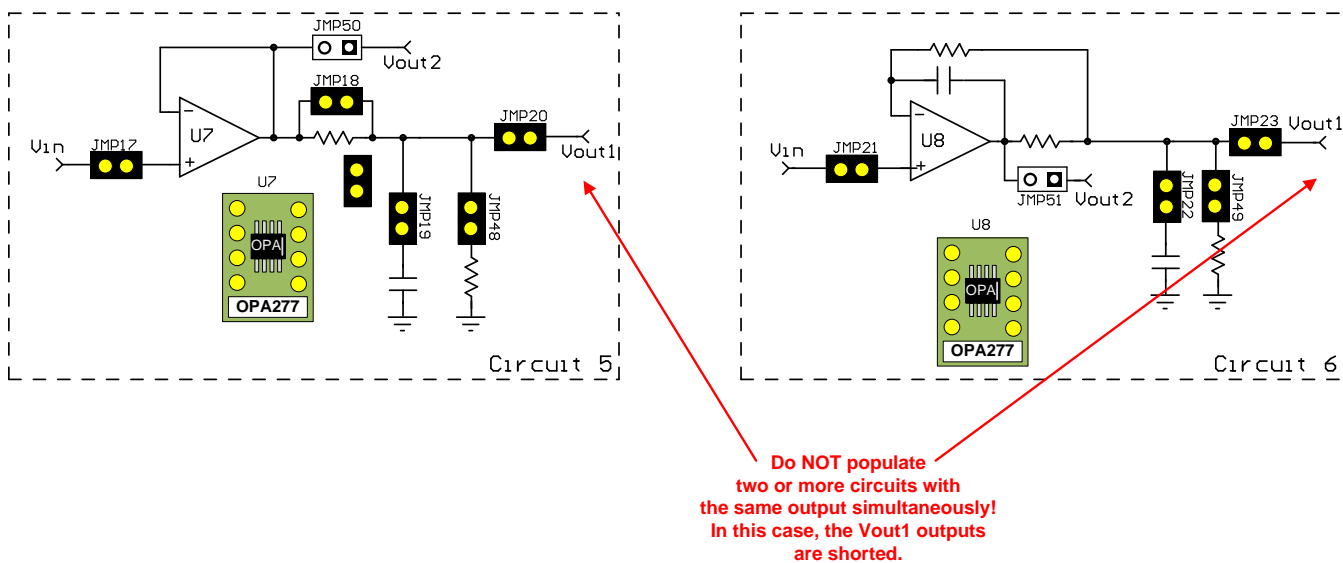 JMP50
Vout2
JMP18
U7
JMP20
Vin
JMP17
Vout1
U7
JMP19
JMP48
OPA
OPA277
Circuit 5
U8
JMP23
Vout1
Vin
JMP21
JMP51
Vout2
JMP22
JMP49
U8
OPA
OPA277
Circuit 6
Do NOT populate
two or more circuits with
the same output simultaneously!
In this case, the Vout1 outputs
are shorted.